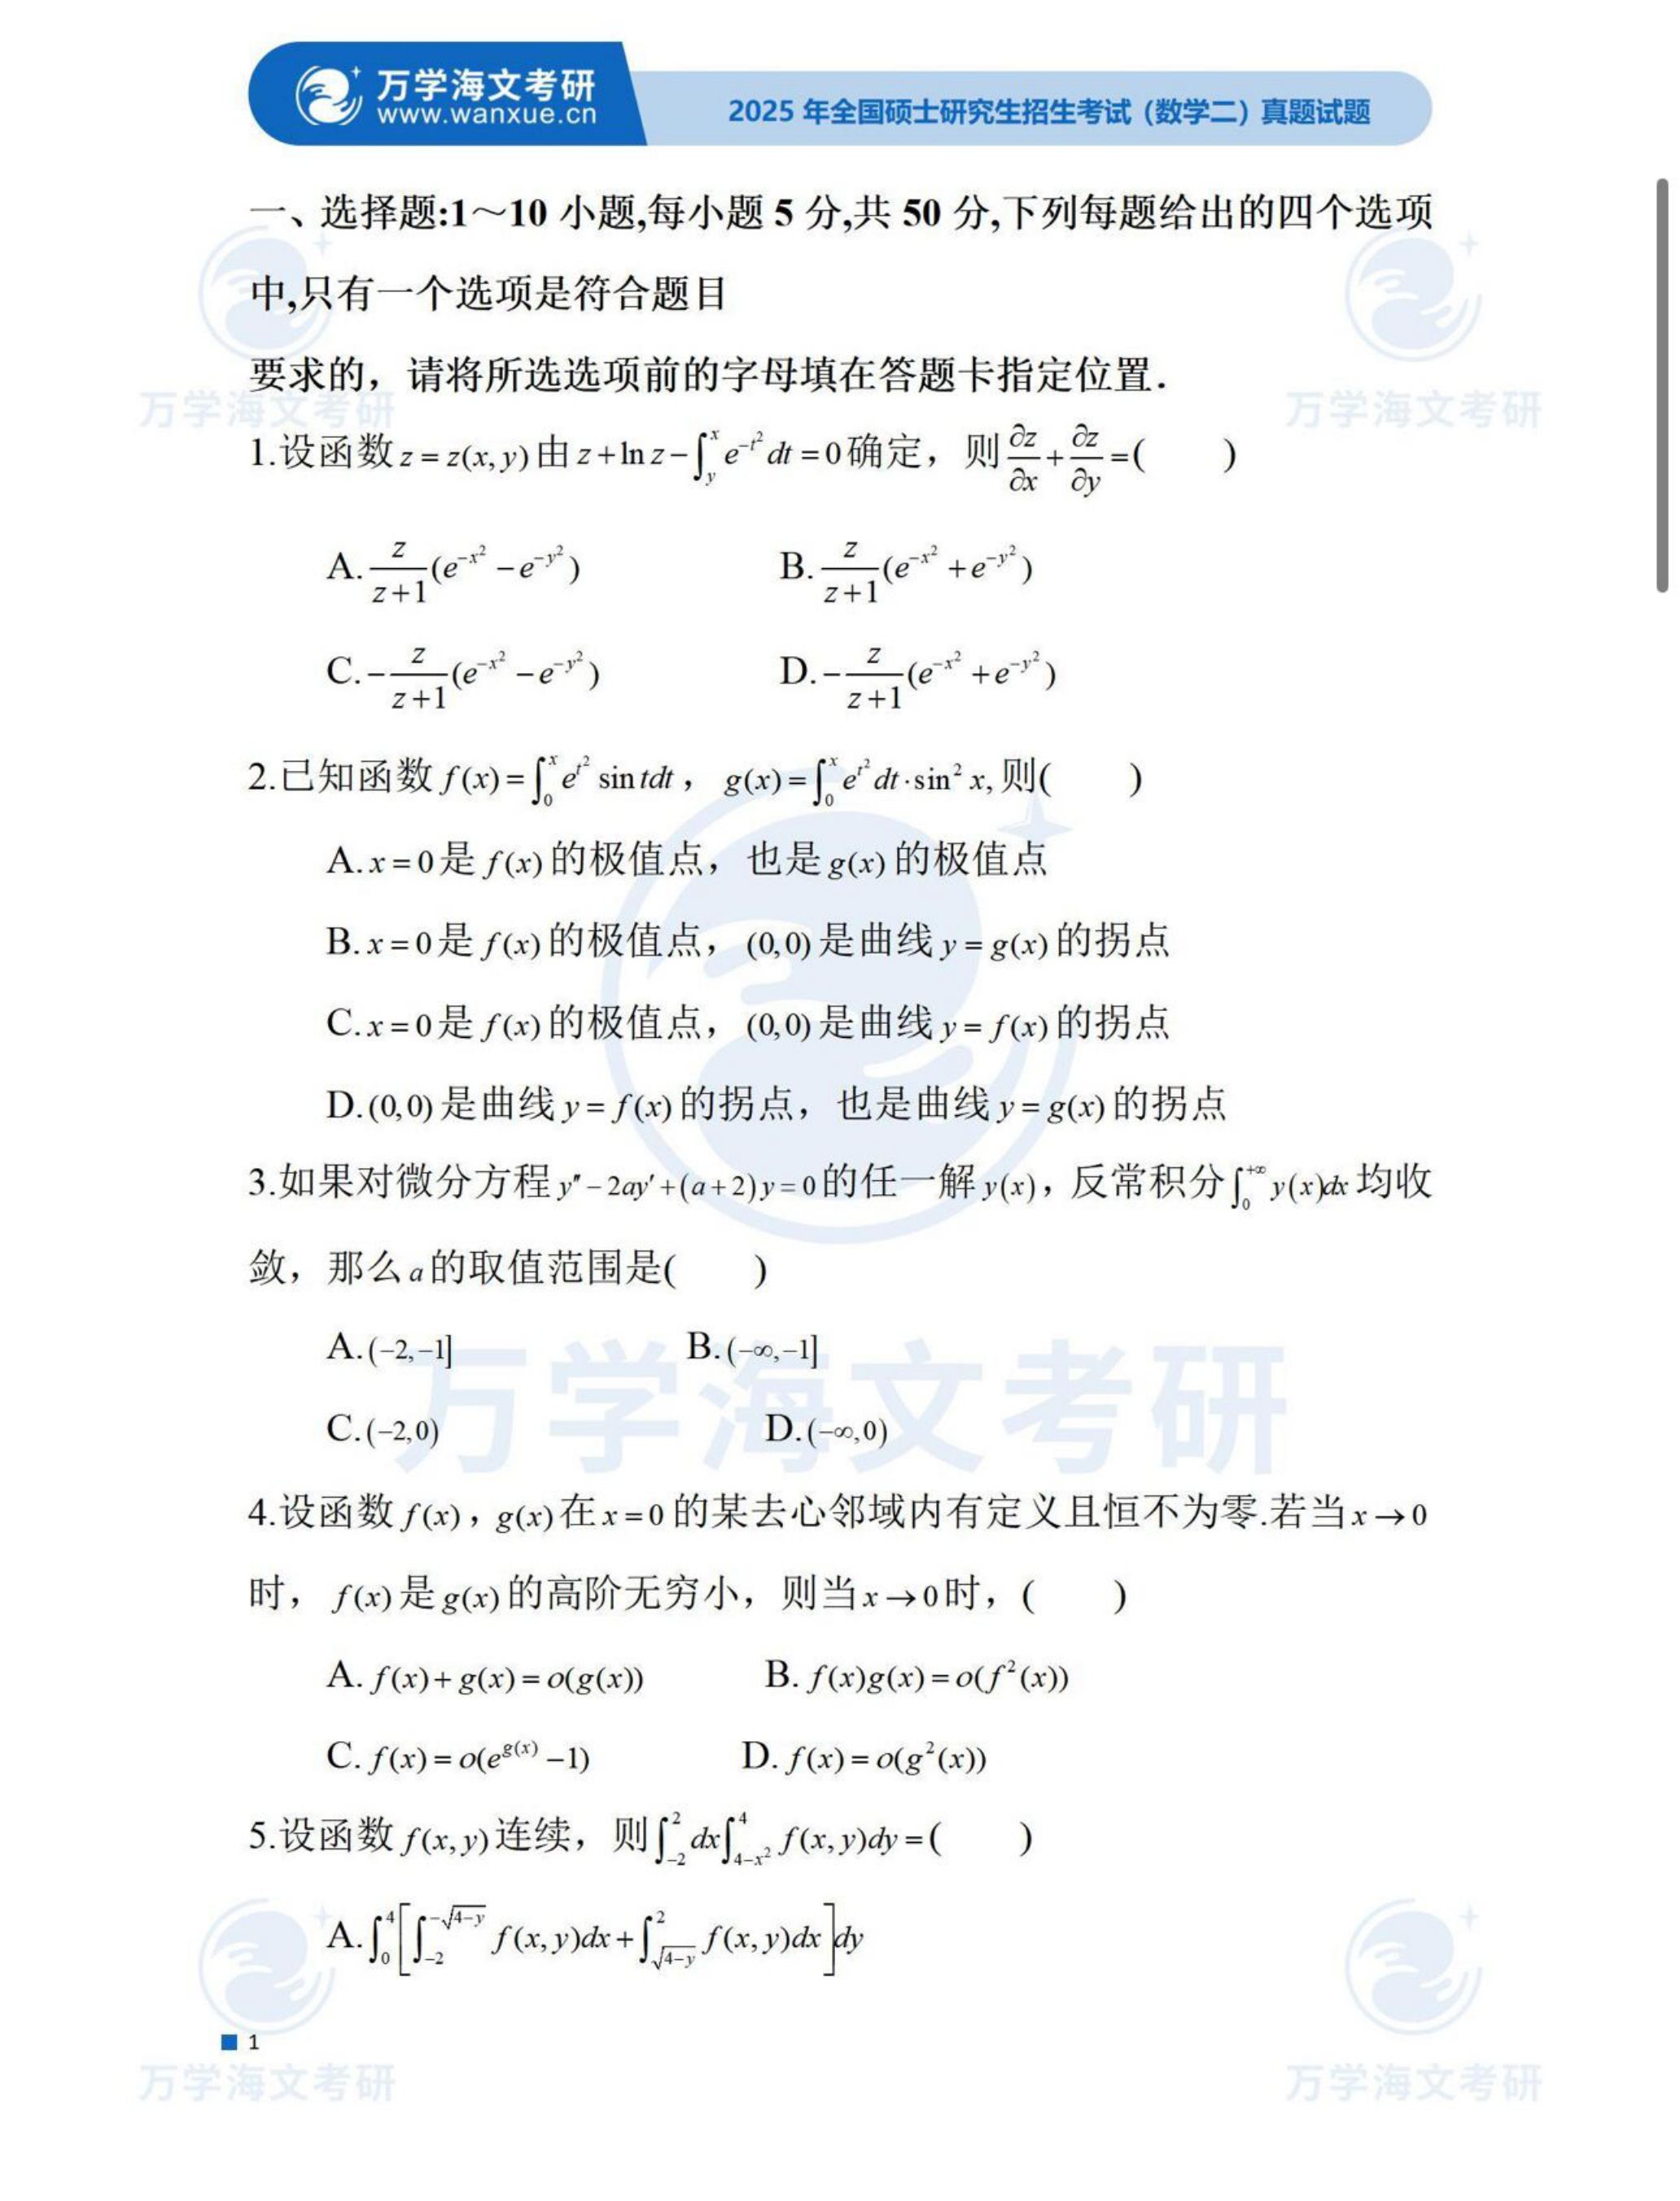 万学海文考研
www.wanxue.cn
2025 年全国硕士研究生招生考试（数学二）真题试题
一、选择题:1～10 小题,每小题 5 分,共 50 分,下列每题给出的四个选项
中,只有一个选项是符合题目
要求的，请将所选选项前的字母填在答题卡指定位置.
1.设函数 z = z(x, y) 由 z + ln z − ∫_y^x e^{−t²} dt = 0 确定，则 ∂z/∂x + ∂z/∂y = (　　)
A. z/(z+1) (e^{−x²} − e^{−y²})　　B. z/(z+1) (e^{−x²} + e^{−y²})
C. − z/(z+1) (e^{−x²} − e^{−y²})　　D. − z/(z+1) (e^{−x²} + e^{−y²})
2.已知函数 f(x) = ∫_0^x e^{t²} sin tdt，g(x) = ∫_0^x e^{t²} dt · sin² x, 则(　　)
A. x = 0 是 f(x) 的极值点，也是 g(x) 的极值点
B. x = 0 是 f(x) 的极值点，(0,0) 是曲线 y = g(x) 的拐点
C. x = 0 是 f(x) 的极值点，(0,0) 是曲线 y = f(x) 的拐点
D. (0,0) 是曲线 y = f(x) 的拐点，也是曲线 y = g(x) 的拐点
3.如果对微分方程 y″ − 2ay′ + (a+2)y = 0 的任一解 y(x)，反常积分 ∫_0^{+∞} y(x)dx 均收
敛，那么 a 的取值范围是(　　)
A. (−2,−1]　　B. (−∞,−1]
C. (−2,0)　　D. (−∞,0)
4.设函数 f(x)，g(x) 在 x = 0 的某去心邻域内有定义且恒不为零.若当 x → 0
时，f(x) 是 g(x) 的高阶无穷小，则当 x → 0 时，(　　)
A. f(x) + g(x) = o(g(x))　　B. f(x)g(x) = o(f²(x))
C. f(x) = o(e^{g(x)} − 1)　　D. f(x) = o(g²(x))
5.设函数 f(x, y) 连续，则 ∫_{−2}^2 dx ∫_{4−x²}^4 f(x, y)dy = (　　)
A. ∫_0^4 [∫_{−2}^{−√(4−y)} f(x, y)dx + ∫_{√(4−y)}^2 f(x, y)dx] dy
1
万学海文考研
万学海文考研
万学海文考研
万学海文考研
万学海文考研